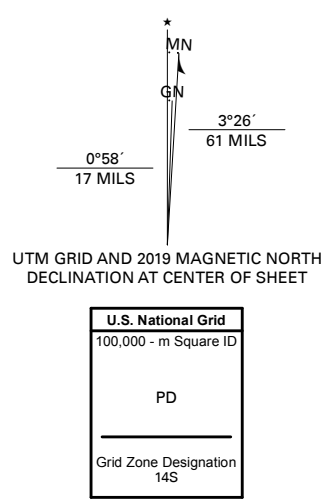 ★
MN
GN
3°26´
61 MILS
0°58´
17 MILS
UTM GRID AND 2019 MAGNETIC NORTH
DECLINATION AT CENTER OF SHEET
U.S. National Grid
100,000 - m Square ID
PD
Grid Zone Designation
14S